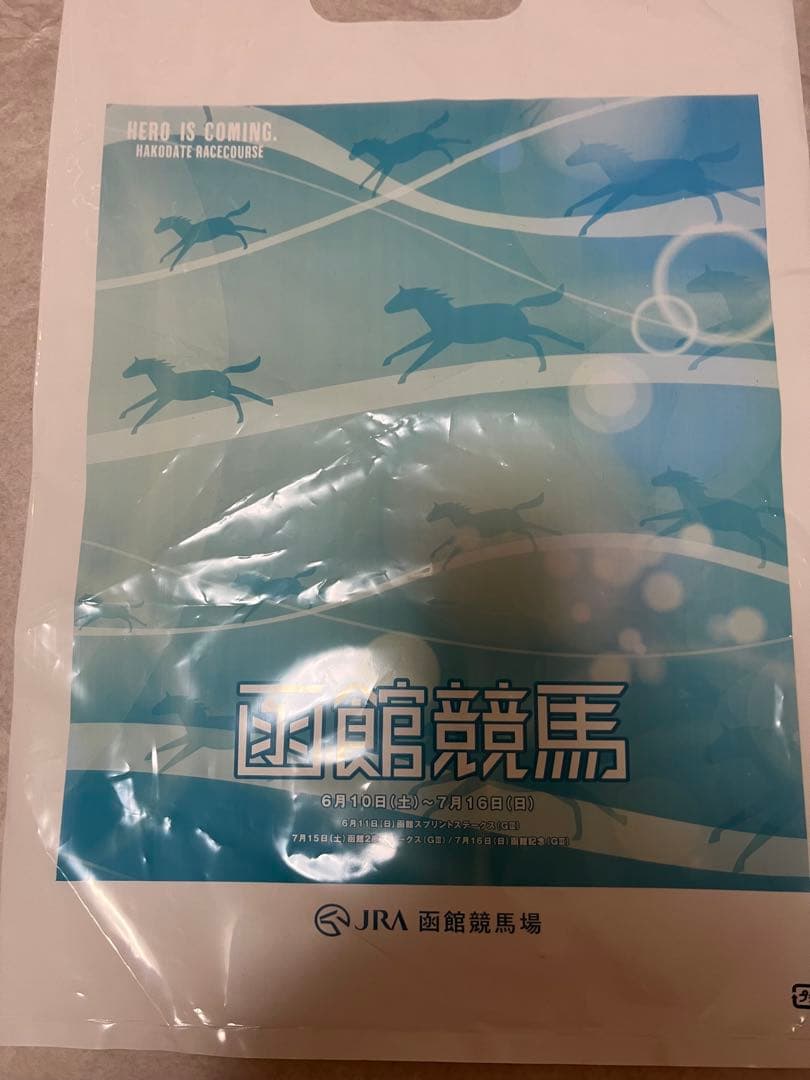 HERO IS COMING.
HAKODATE RACECOURSE
函館競馬
6月10日(土)~7月16日(日)
6月11日(日)函館スプリントステークス(GⅢ)
7月15日(土)函館2歳ステークス(GⅢ)/7月16日(日)函館記念(GⅢ)
JRA 函館競馬場